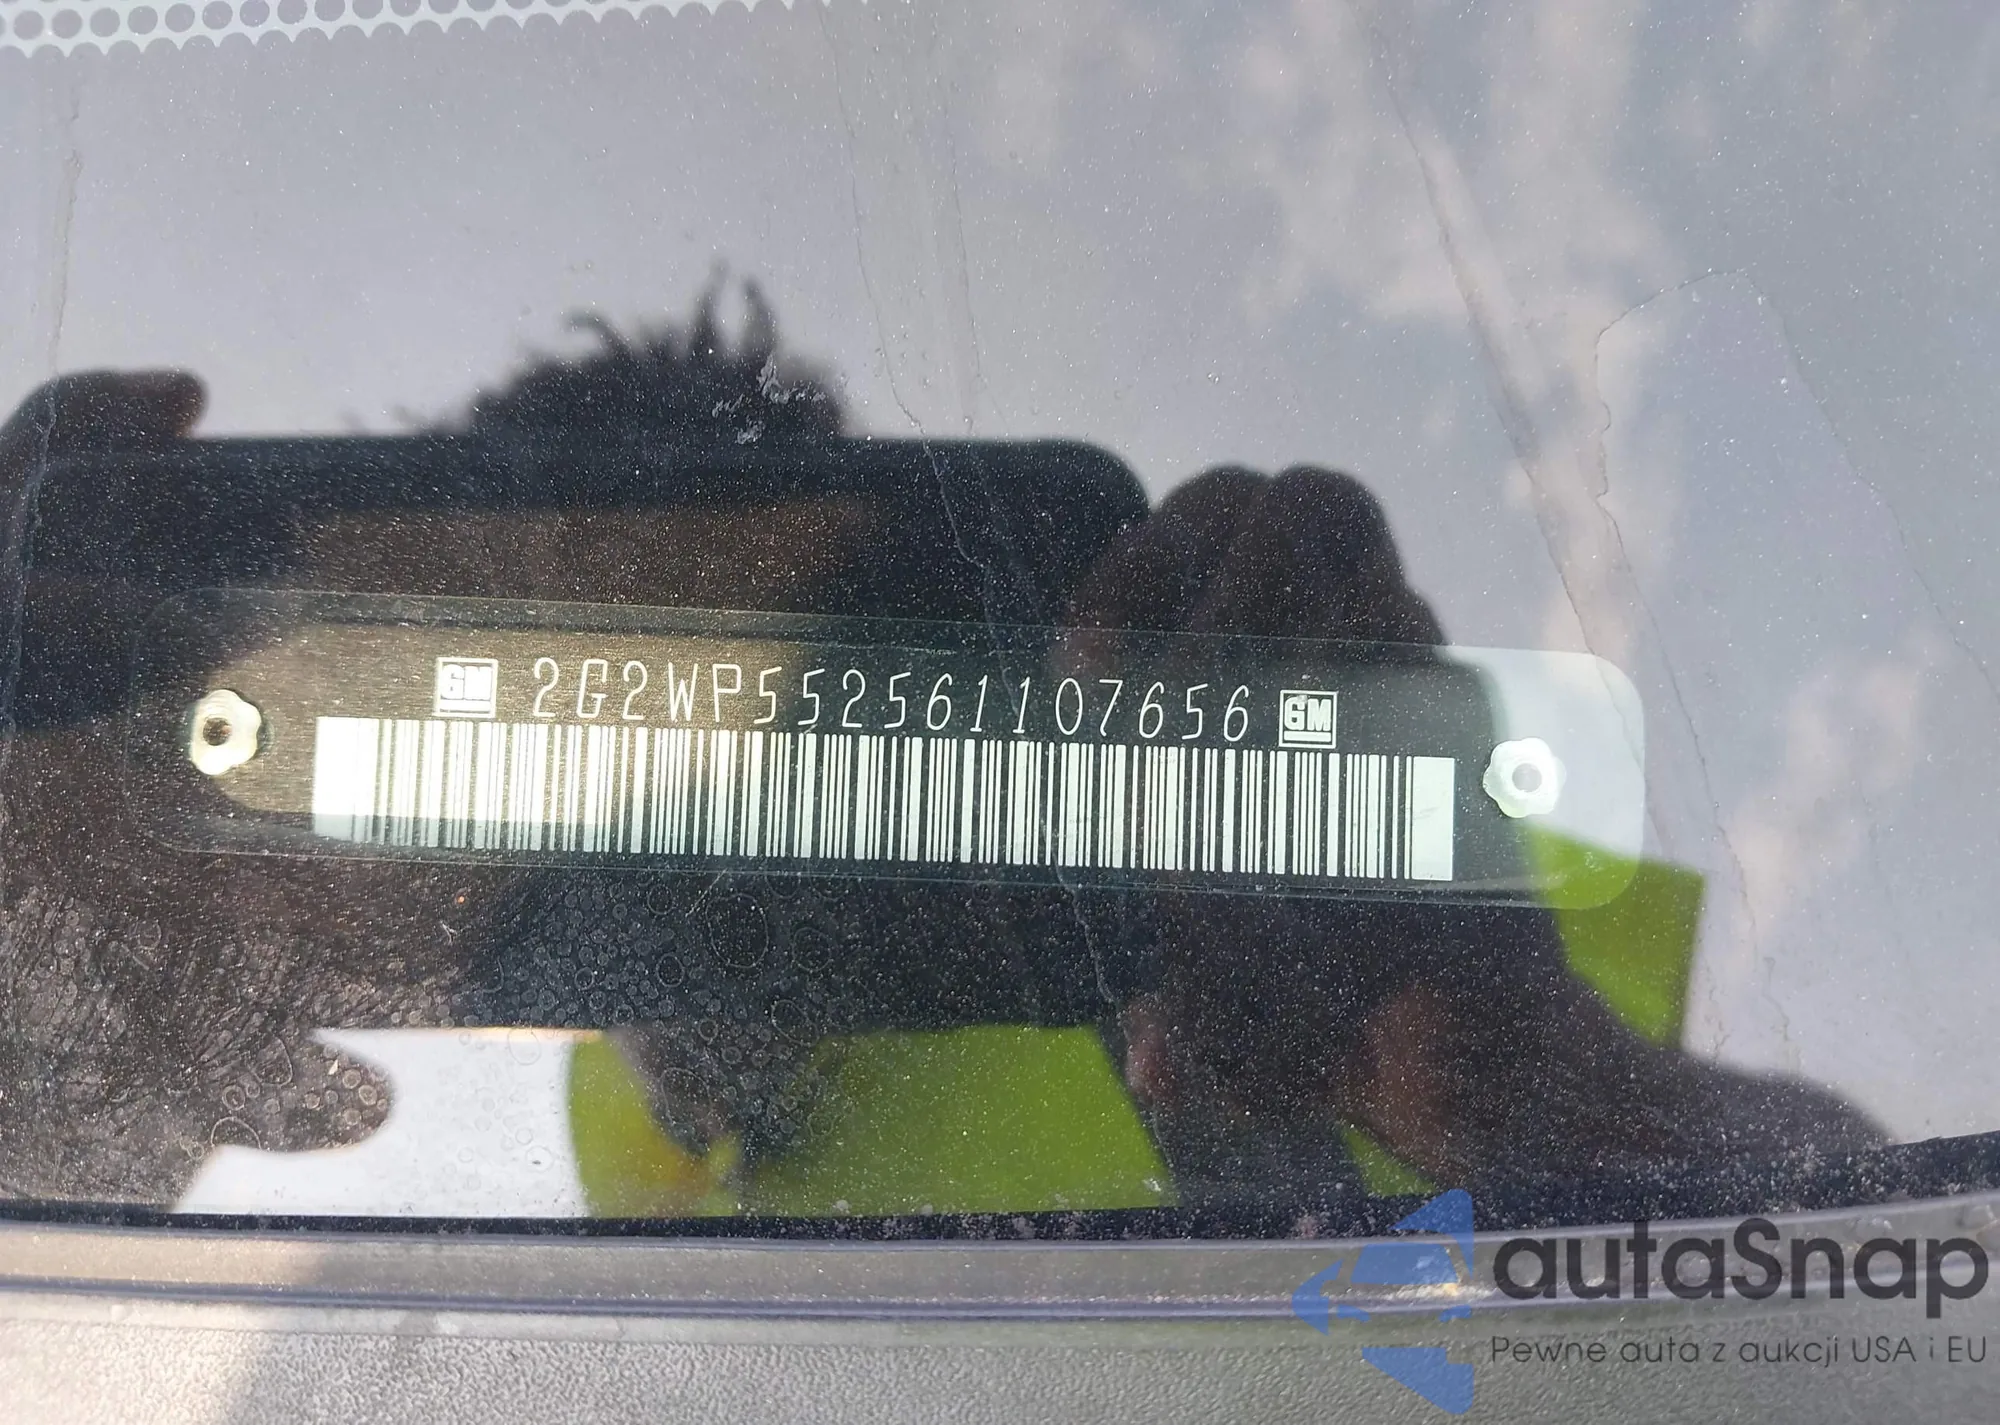 GM 2G2WP552561107656 GM
autaSnap
Pewne auta z aukcji USA i EU